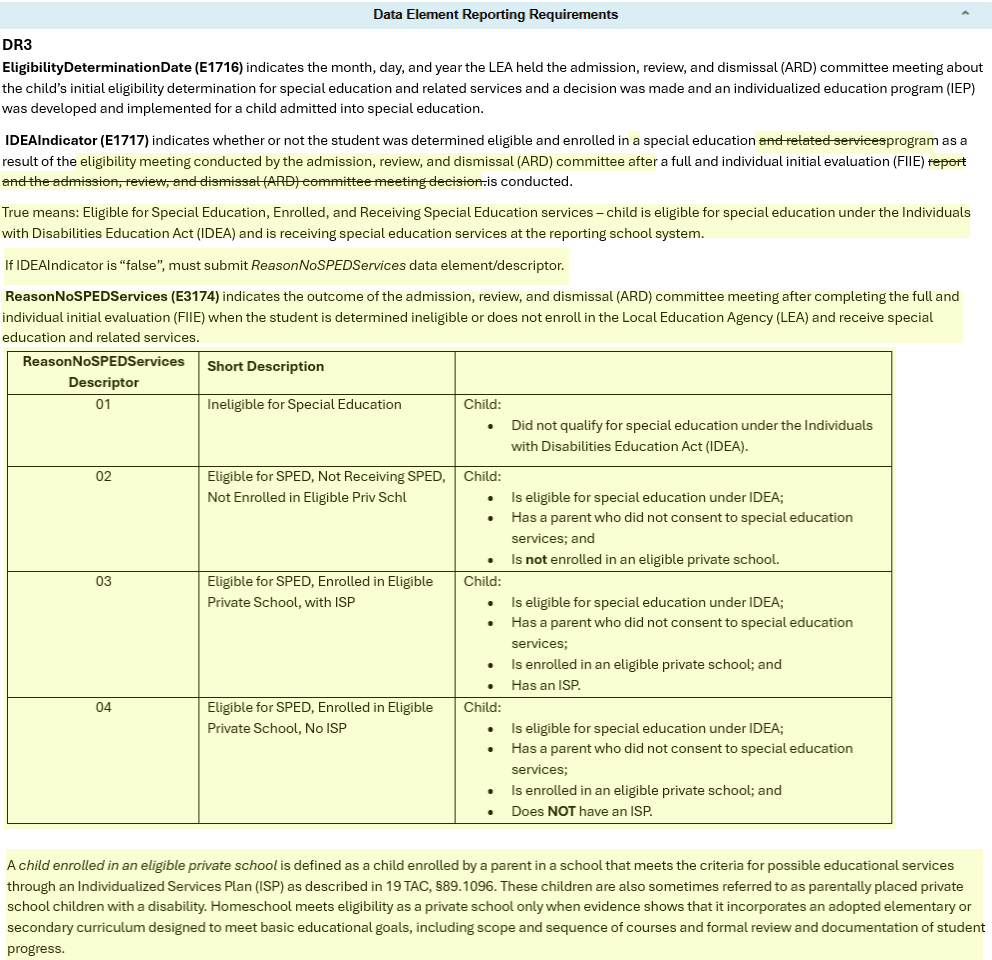 Data Element Reporting Requirements
DR3
EligibilityDeterminationDate (E1716) indicates the month, day, and year the LEA held the admission, review, and dismissal (ARD) committee meeting about
the child's initial eligibility determination for special education and related services and a decision was made and an individualized education program (IEP)
was developed and implemented for a child admitted into special education.
IDEAIndicator (E1717) indicates whether or not the student was determined eligible and enrolled in a special education and related servicesprogram as a
result of the eligibility meeting conducted by the admission, review, and dismissal (ARD) committee after a full and individual initial evaluation (FIIE) report
and the admission, review, and dismissal (ARD) committee meeting decision.is conducted.
True means: Eligible for Special Education, Enrolled, and Receiving Special Education services – child is eligible for special education under the Individuals
with Disabilities Education Act (IDEA) and is receiving special education services at the reporting school system.
If IDEAIndicator is “false”, must submit ReasonNoSPEDServices data element/descriptor.
ReasonNoSPEDServices (E3174) indicates the outcome of the admission, review, and dismissal (ARD) committee meeting after completing the full and
individual initial evaluation (FIIE) when the student is determined ineligible or does not enroll in the Local Education Agency (LEA) and receive special
education and related services.
ReasonNoSPEDServices
Descriptor
Short Description
01
Ineligible for Special Education
Child:
• Did not qualify for special education under the Individuals
with Disabilities Education Act (IDEA).
02
Eligible for SPED, Not Receiving SPED,
Not Enrolled in Eligible Priv Schl
Child:
• Is eligible for special education under IDEA;
• Has a parent who did not consent to special education
services; and
• Is not enrolled in an eligible private school.
03
Eligible for SPED, Enrolled in Eligible
Private School, with ISP
Child:
• Is eligible for special education under IDEA;
• Has a parent who did not consent to special education
services;
• Is enrolled in an eligible private school; and
• Has an ISP.
04
Eligible for SPED, Enrolled in Eligible
Private School, No ISP
Child:
• Is eligible for special education under IDEA;
• Has a parent who did not consent to special education
services;
• Is enrolled in an eligible private school; and
• Does NOT have an ISP.
A child enrolled in an eligible private school is defined as a child enrolled by a parent in a school that meets the criteria for possible educational services
through an Individualized Services Plan (ISP) as described in 19 TAC, §89.1096. These children are also sometimes referred to as parentally placed private
school children with a disability. Homeschool meets eligibility as a private school only when evidence shows that it incorporates an adopted elementary or
secondary curriculum designed to meet basic educational goals, including scope and sequence of courses and formal review and documentation of student
progress.